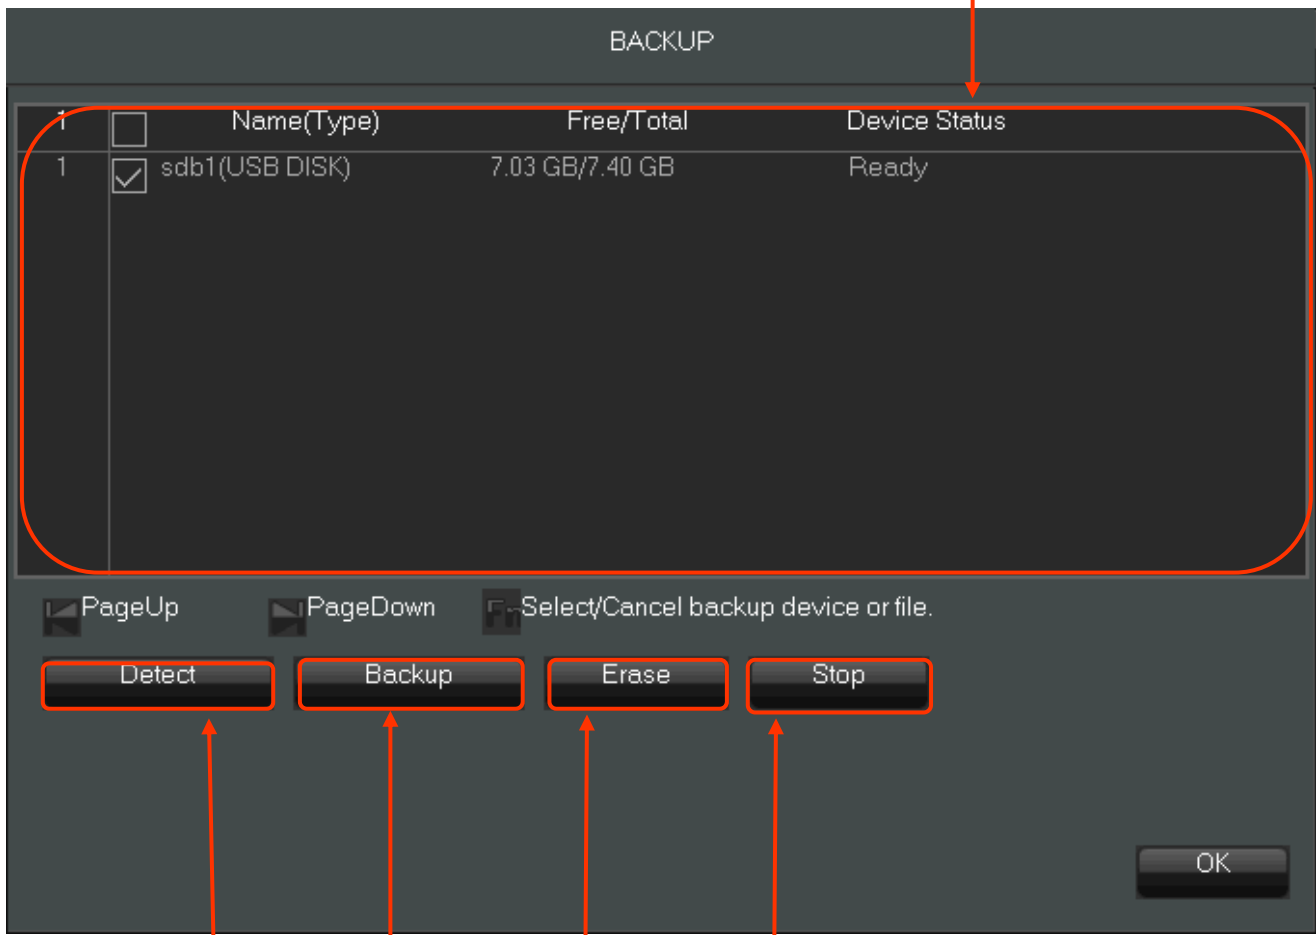 BACKUP
1 Name(Type) Free/Total Device Status
1 sdb1(USB DISK) 7.03 GB/7.40 GB Ready
PageUp PageDown Fn Select/Cancel backup device or file.
Detect Backup Erase Stop
OK